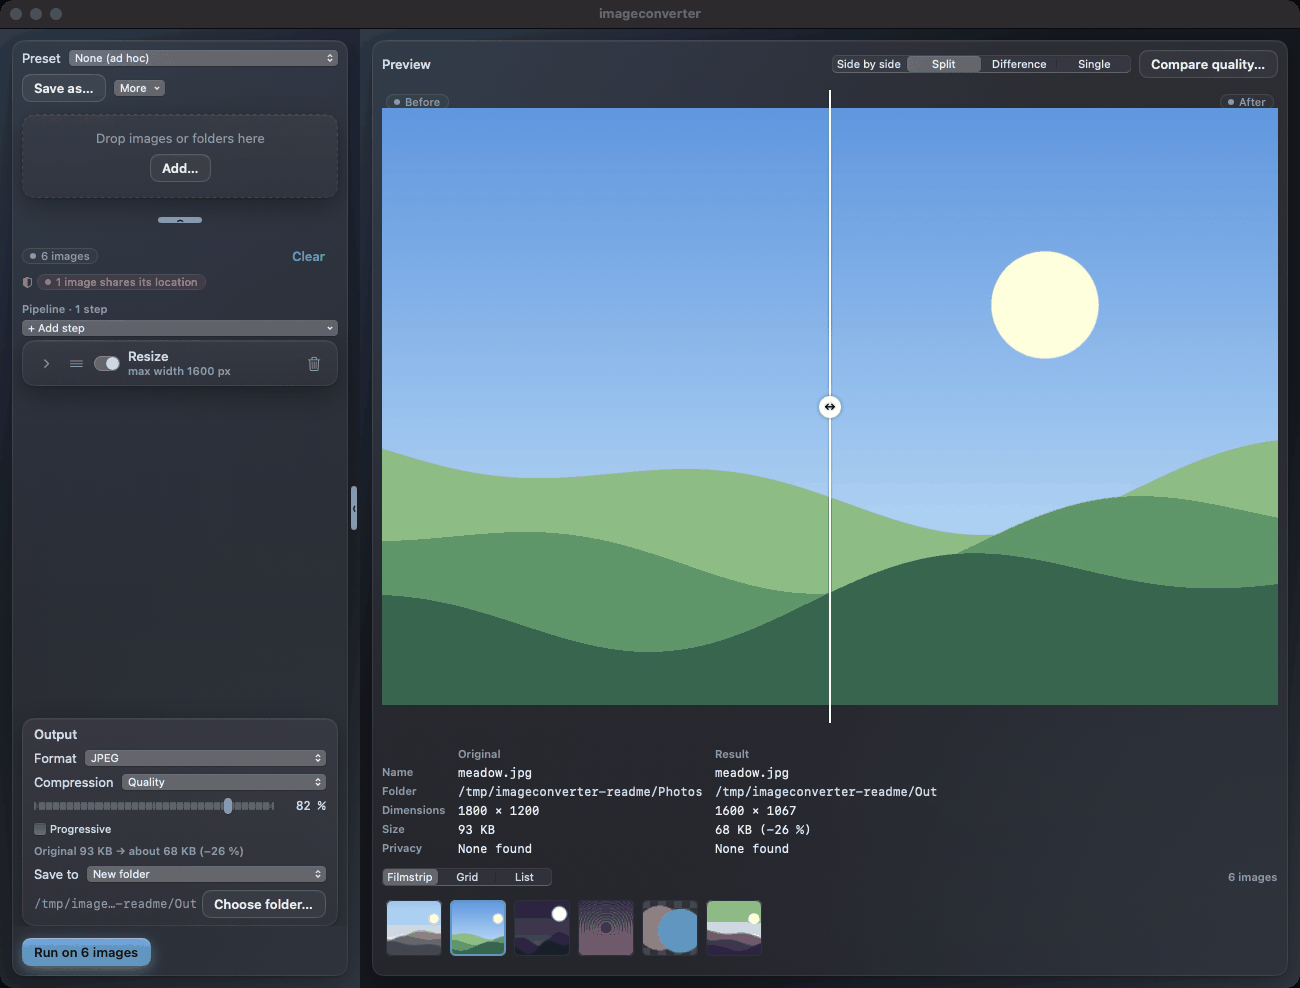 imageconverter
Preset None (ad hoc)
Save as... More
Drop images or folders here
Add...
6 images Clear
1 image shares its location
Pipeline · 1 step
+ Add step
Resize
max width 1600 px
Output
Format JPEG
Compression Quality
82 %
Progressive
Original 93 KB → about 68 KB (−26 %)
Save to New folder
/tmp/image…-readme/Out Choose folder...
Run on 6 images
Preview Side by side Split Difference Single Compare quality...
Before After
Original Result
Name meadow.jpg meadow.jpg
Folder /tmp/imageconverter-readme/Photos /tmp/imageconverter-readme/Out
Dimensions 1800 × 1200 1600 × 1067
Size 93 KB 68 KB (−26 %)
Privacy None found None found
Filmstrip Grid List 6 images